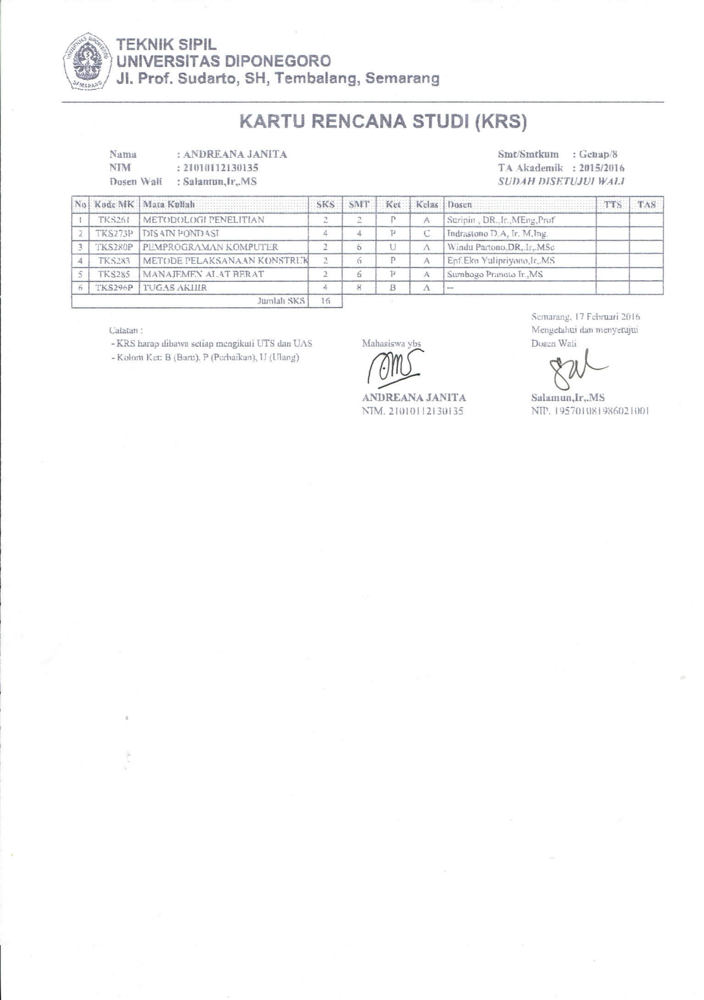 UNIVERSITAS DIPONEGORO
SEMARANG
TEKNIK SIPIL
UNIVERSITAS DIPONEGORO
Jl. Prof. Sudarto, SH, Tembalang, Semarang
KARTU RENCANA STUDI (KRS)
Nama : ANDREANA JANITA Smt/Smtkum : Genap/8
NIM : 21010112130135 TA Akademik : 2015/2016
Dosen Wali : Salamun,Ir,.MS SUDAH DISETUJUI WALI
No Kode MK Mata Kuliah SKS SMT Ket Kelas Dosen TTS TAS
1 TKS261 METODOLOGI PENELITIAN 2 2 P A Suripin , DR.,Ir.,MEng,Prof
2 TKS273P DISAIN PONDASI 4 4 P C Indrastono D.A, Ir. M.Ing.
3 TKS280P PEMPROGRAMAN KOMPUTER 2 6 U A Windu Partono,DR,.Ir,.MSc
4 TKS283 METODE PELAKSANAAN KONSTRUK 2 6 P A Epf.Eko Yulipriyono,Ir,.MS
5 TKS285 MANAJEMEN ALAT BERAT 2 6 P A Sumbogo Pranoto Ir.,MS
6 TKS296P TUGAS AKHIR 4 8 B A --
Jumlah SKS 16
Semarang, 17 Februari 2016
Catatan : Mengetahui dan menyetujui
- KRS harap dibawa setiap mengikuti UTS dan UAS Mahasiswa ybs Dosen Wali
- Kolom Ket: B (Baru), P (Perbaikan), U (Ulang)
ANDREANA JANITA Salamun,Ir,.MS
NIM. 21010112130135 NIP. 195701081986021001